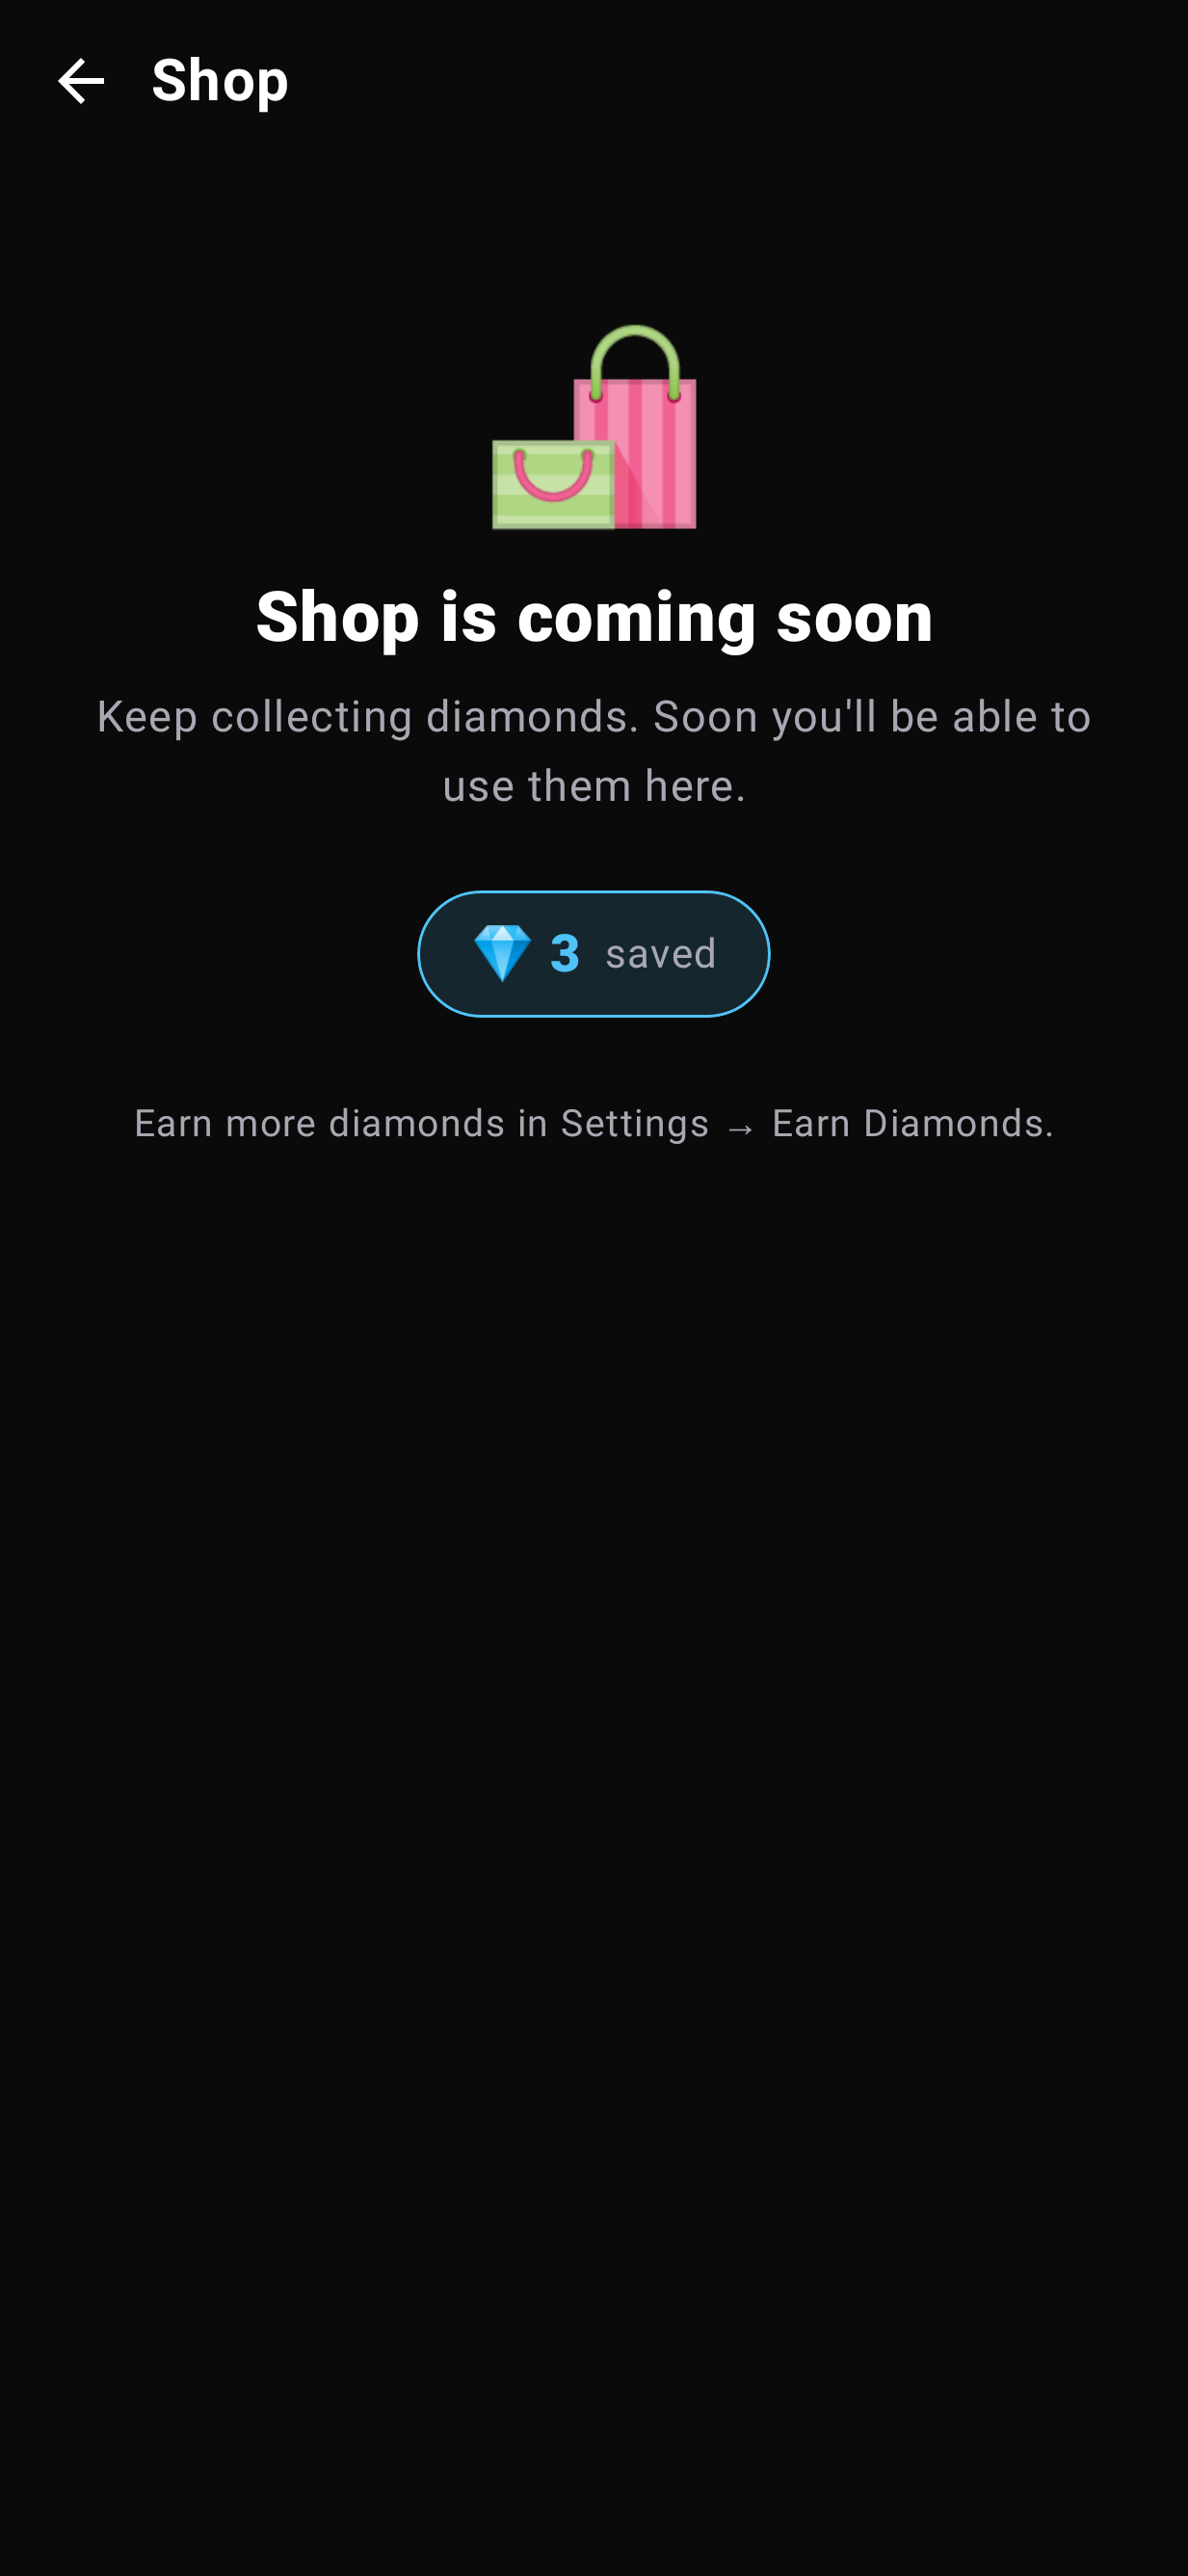 Shop
Shop is coming soon
Keep collecting diamonds. Soon you'll be able to
use them here.
3 saved
Earn more diamonds in Settings → Earn Diamonds.